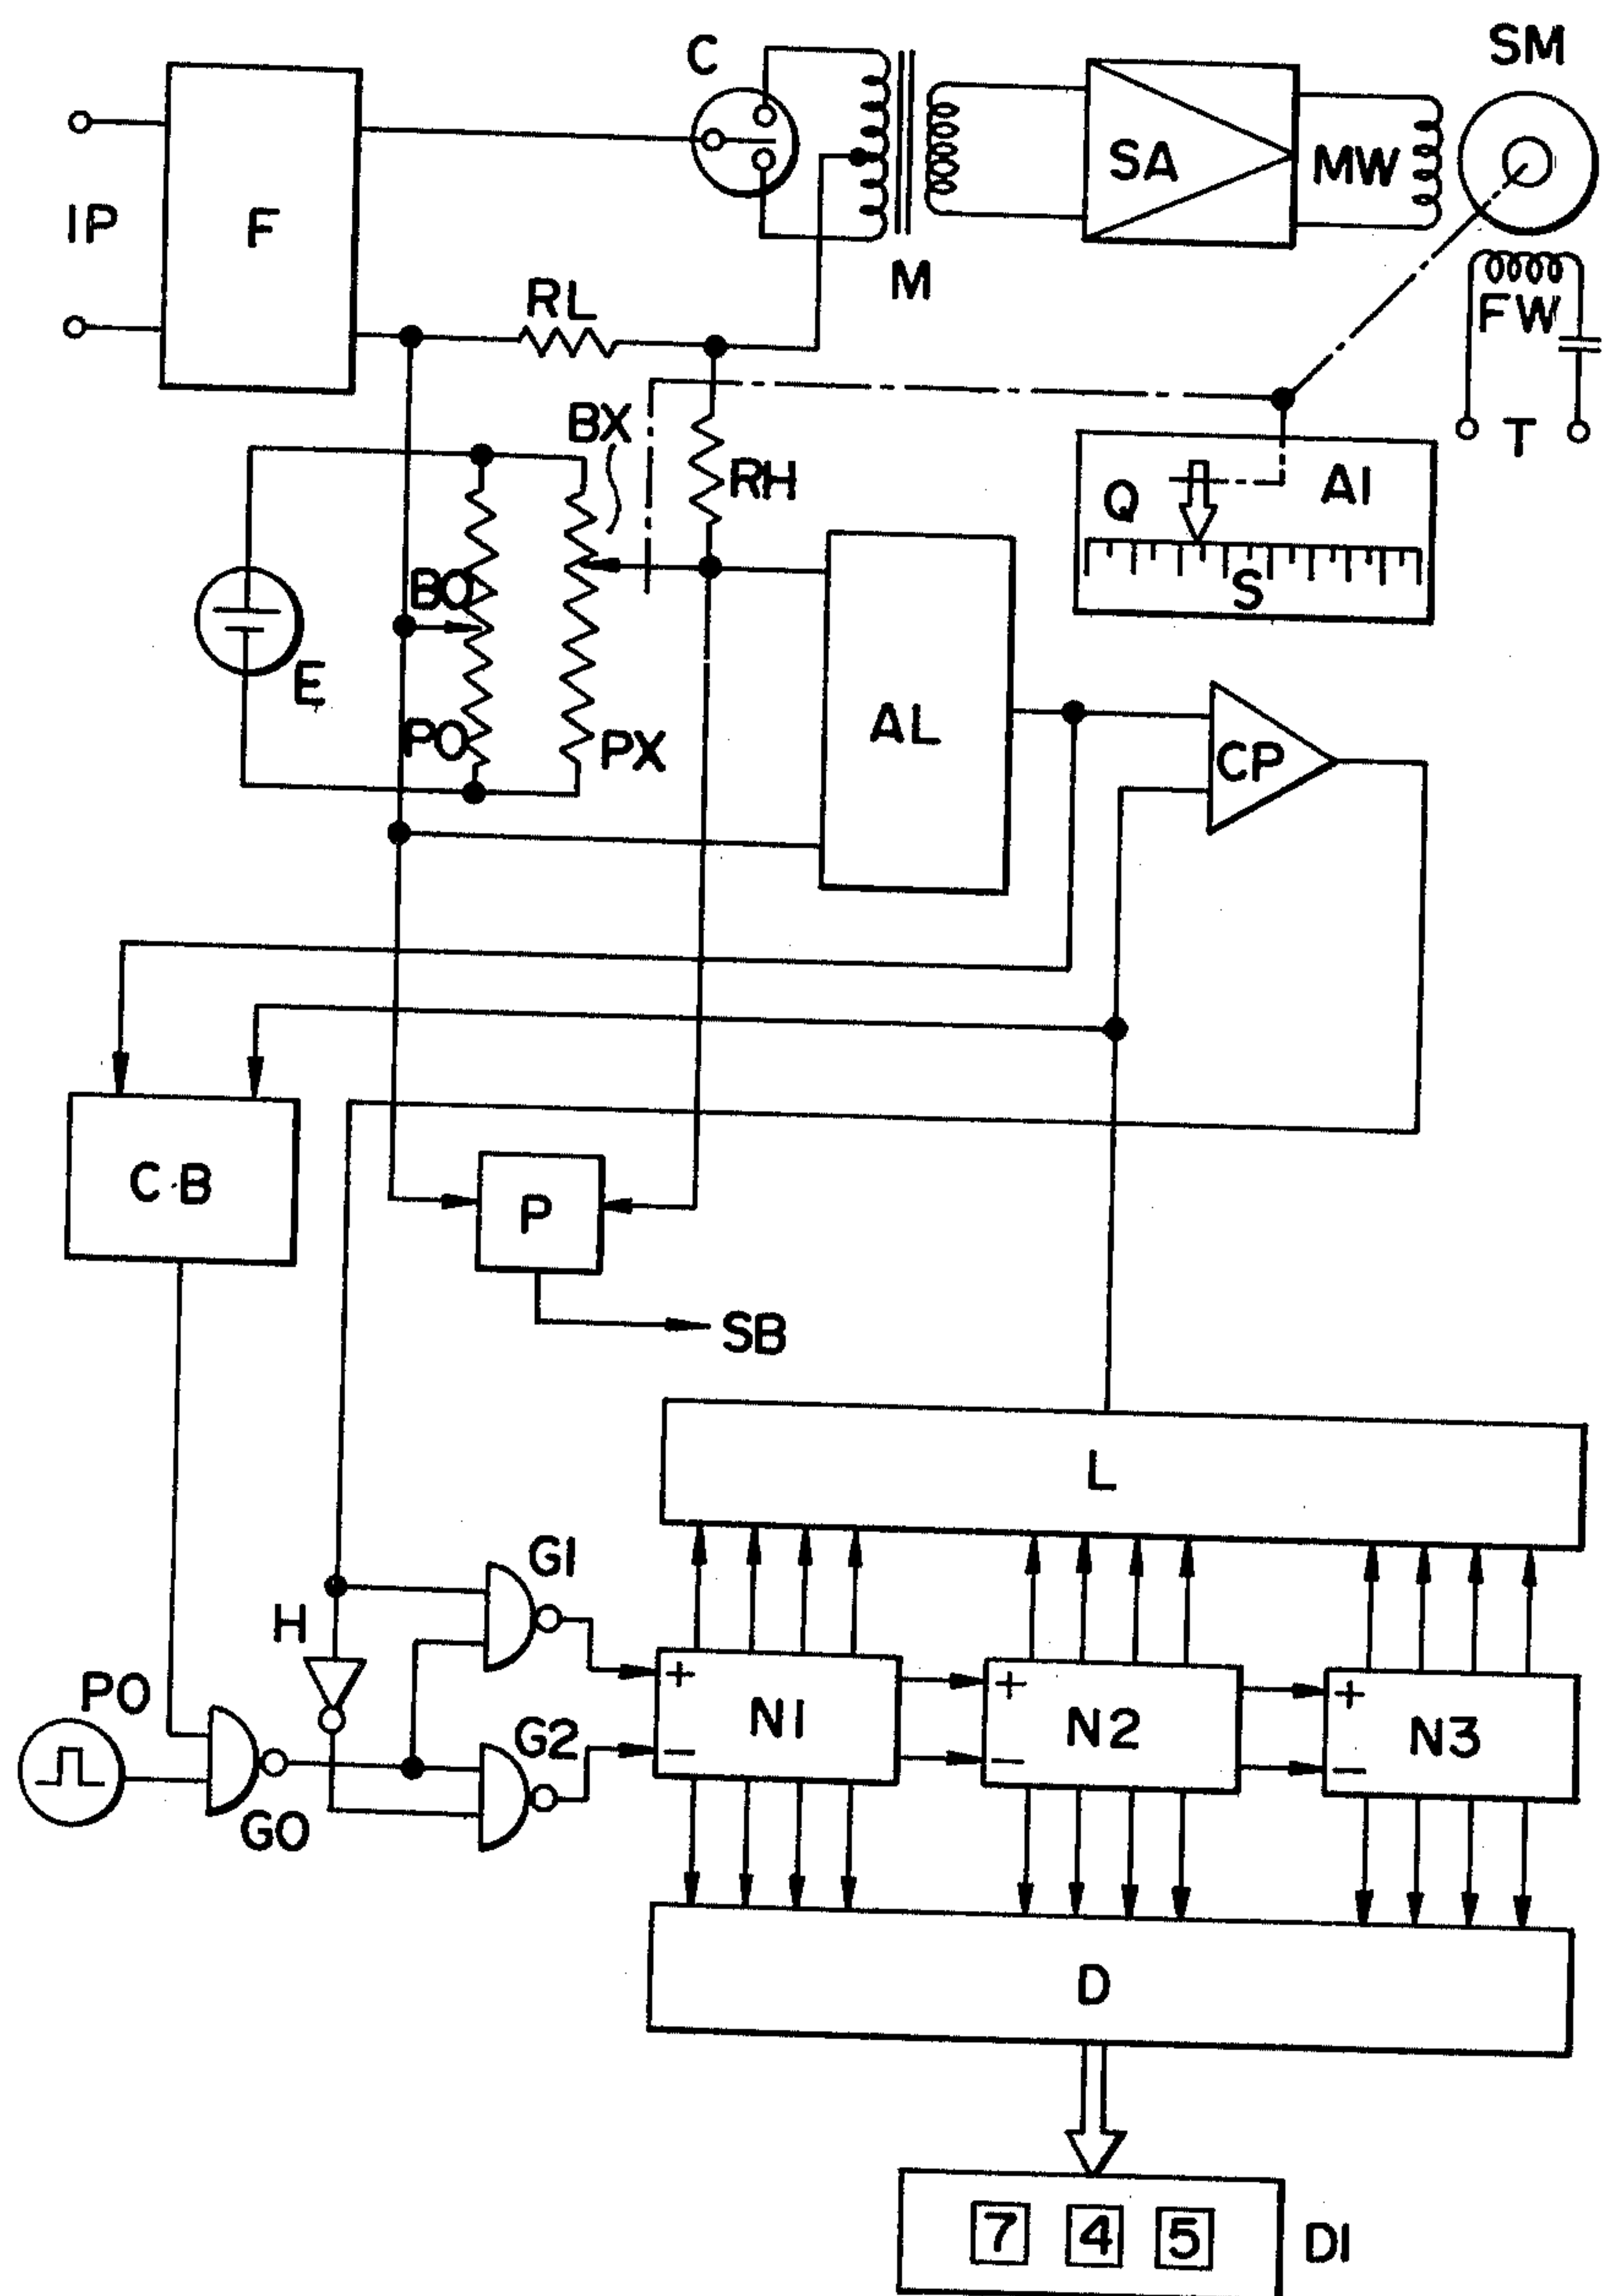 C
SM
IP
F
SA
MW
M
RL
FW
BX
RH
T
Q
AI
S
BO
E
PO
PX
AL
CP
C B
P
SB
L
G1
H
PO
+
N1
+
N2
+
N3
G2
−
−
−
GO
D
7 4 5
DI